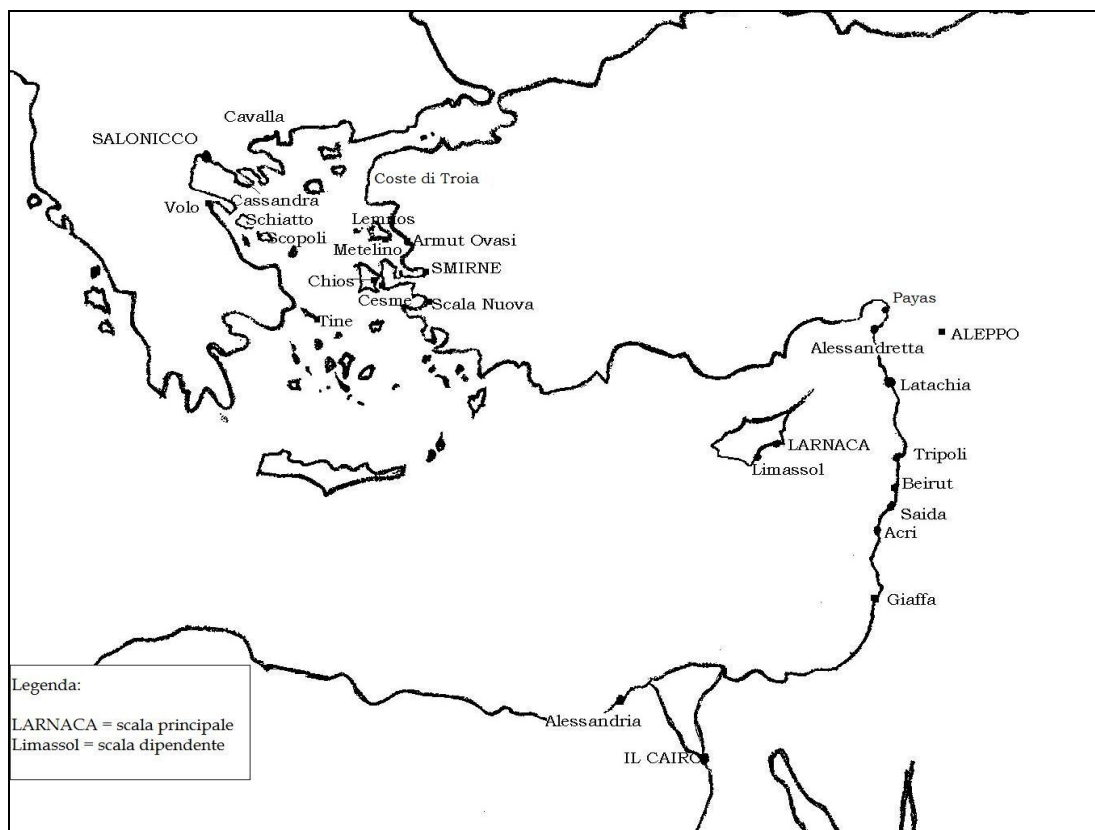 Cavalla
SALONICCO
Coste di Troia
Cassandra
Volo
Schiatto
Lemnos
Scopoli
Armut Ovasi
Metelino
SMIRNE
Chios
Cesme
Scala Nuova
Payas
Tine
ALEPPO
Alessandretta
Latachia
LARNACA
Tripoli
Limassol
Beirut
Saida
Acri
Giaffa
Legenda:
LARNACA = scala principale
Limassol = scala dipendente
Alessandria
IL CAIRO